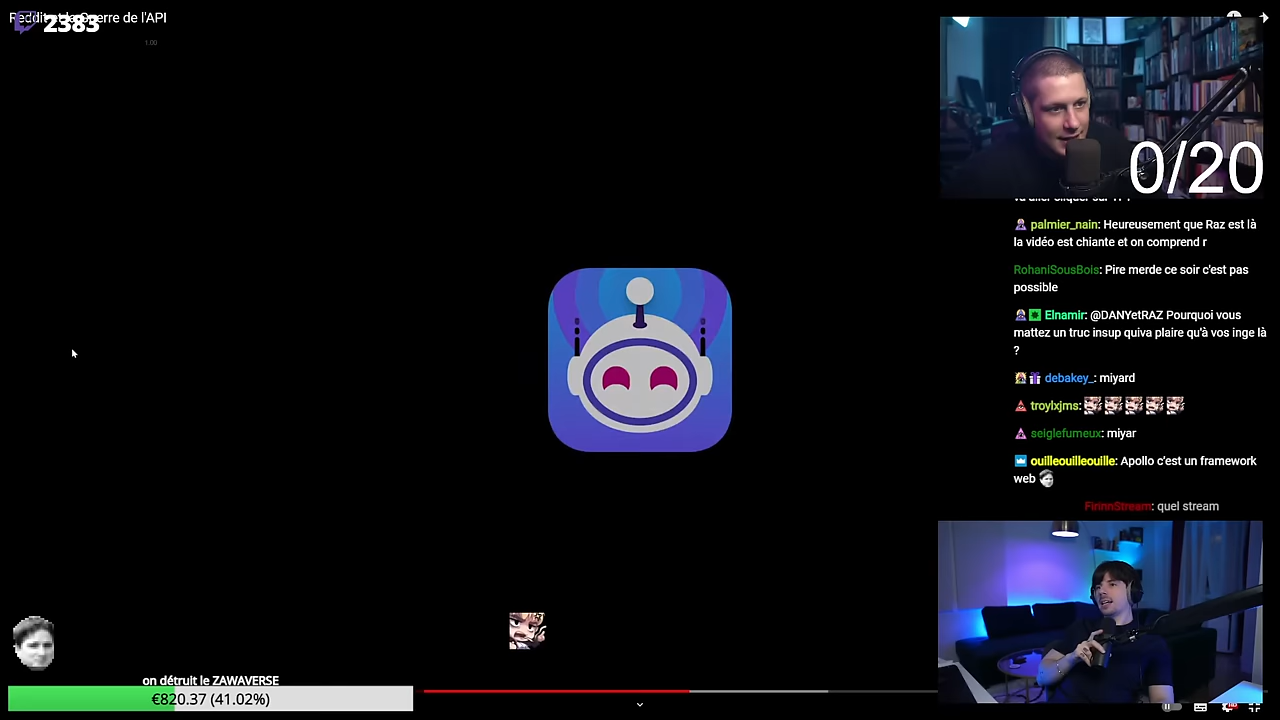 Reddit et la Guerre de l'API
2383
1.00
0/20
palmier_nain: Heureusement que Raz est là
la vidéo est chiante et on comprend r
RohaniSousBois: Pire merde ce soir c'est pas
possible
Elnamir: @DANYetRAZ Pourquoi vous
mattez un truc insup quiva plaire qu'à vos inge là
?
debakey_: miyard
troylxjms:
seiglefumeux: miyar
ouilleouilleouille: Apollo c'est un framework
web
FirinnStream: quel stream
on détruit le ZAWAVERSE
€820.37 (41.02%)